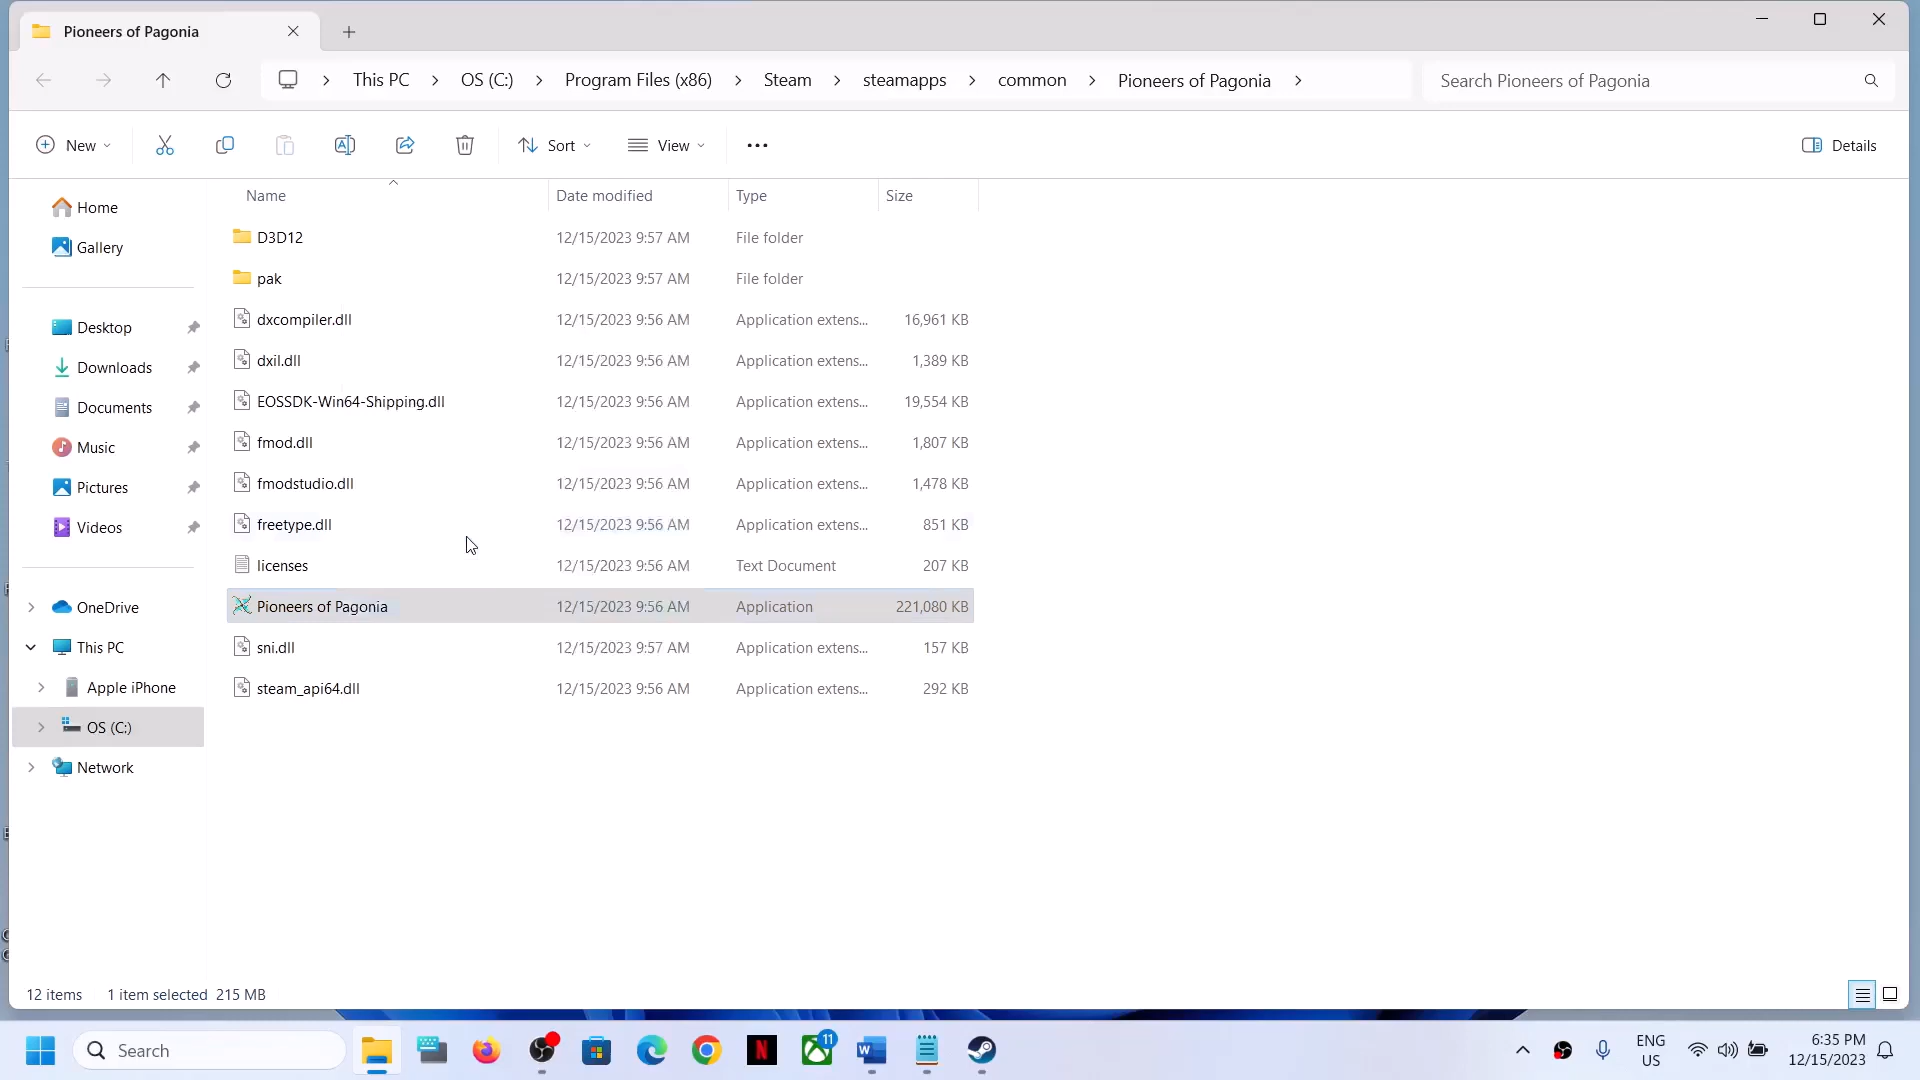 Pioneers of Pagonia
This PC
OS (C:)
Program Files (x86)
Steam
steamapps
common
Pioneers of Pagonia
Search Pioneers of Pagonia
New
Sort
View
Details
Name
Date modified
Type
Size
Home
Gallery
Desktop
Downloads
Documents
Music
Pictures
Videos
OneDrive
This PC
Apple iPhone
OS (C:)
Network
D3D12 12/15/2023 9:57 AM File folder
pak 12/15/2023 9:57 AM File folder
dxcompiler.dll 12/15/2023 9:56 AM Application extens... 16,961 KB
dxil.dll 12/15/2023 9:56 AM Application extens... 1,389 KB
EOSSDK-Win64-Shipping.dll 12/15/2023 9:56 AM Application extens... 19,554 KB
fmod.dll 12/15/2023 9:56 AM Application extens... 1,807 KB
fmodstudio.dll 12/15/2023 9:56 AM Application extens... 1,478 KB
freetype.dll 12/15/2023 9:56 AM Application extens... 851 KB
licenses 12/15/2023 9:56 AM Text Document 207 KB
Pioneers of Pagonia 12/15/2023 9:56 AM Application 221,080 KB
sni.dll 12/15/2023 9:57 AM Application extens... 157 KB
steam_api64.dll 12/15/2023 9:56 AM Application extens... 292 KB
12 items 1 item selected 215 MB
Search
11
ENG
US
6:35 PM
12/15/2023